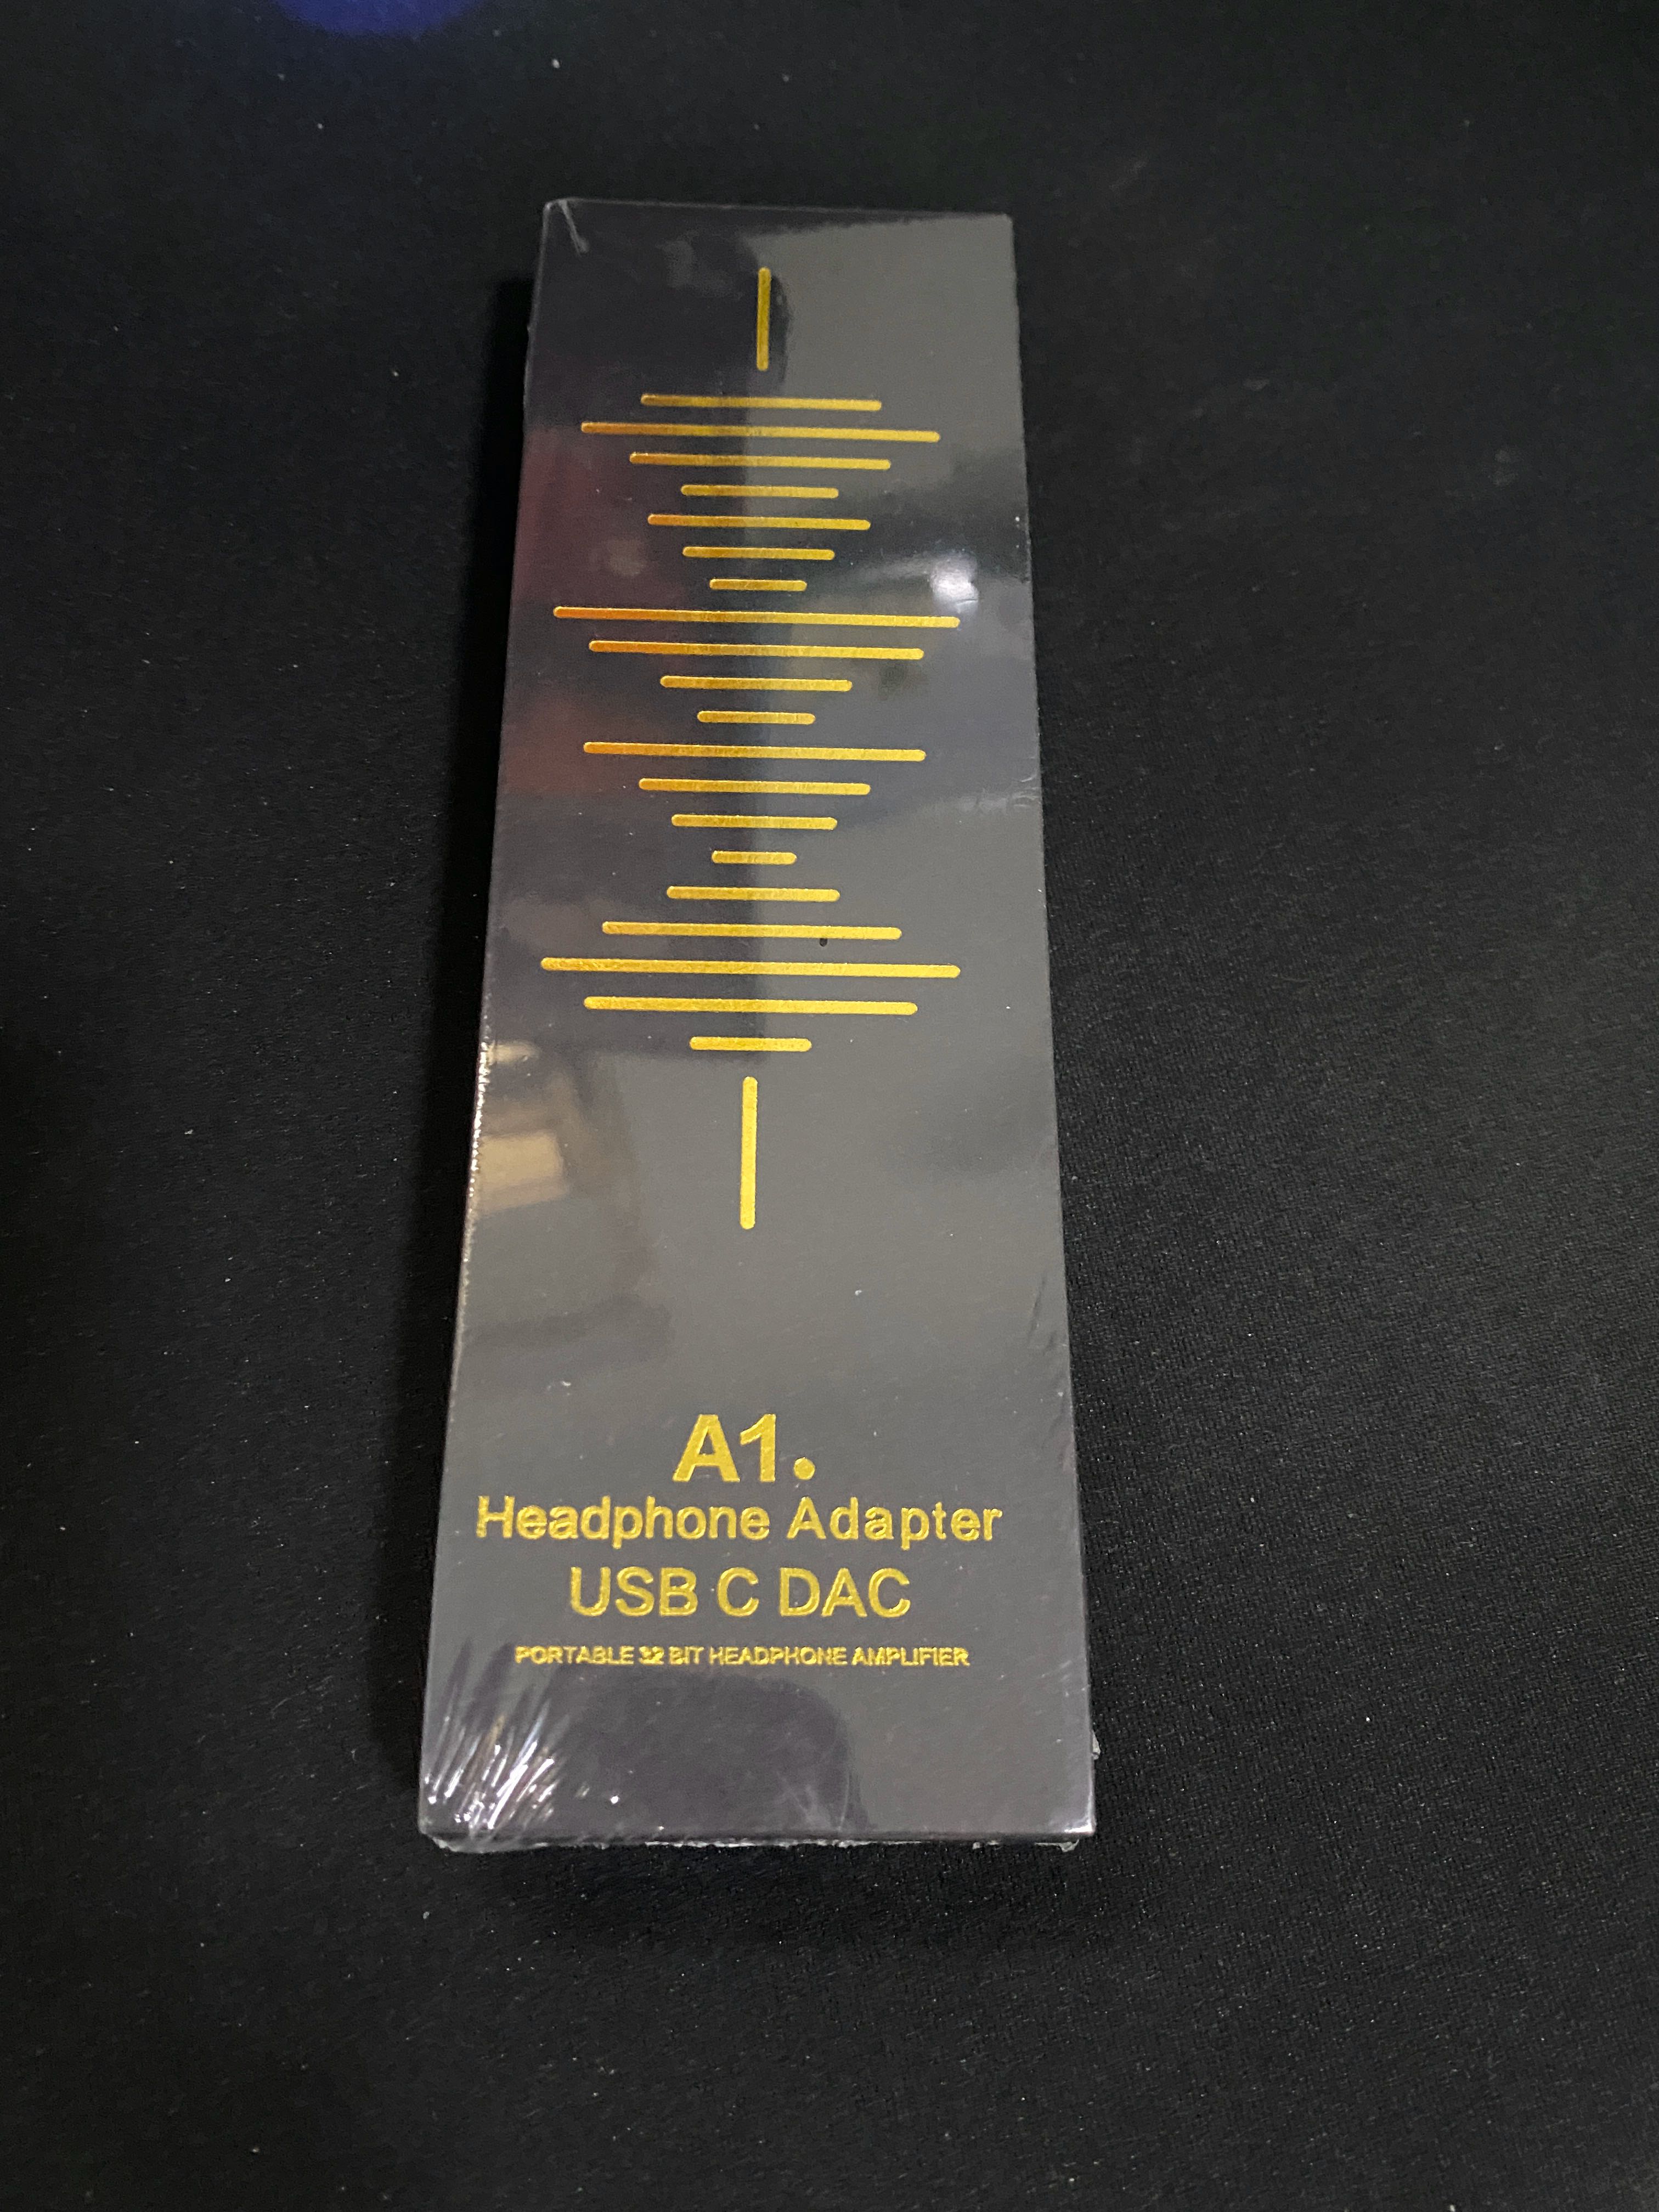 A1.
Headphone Adapter
USB C DAC
PORTABLE 32 BIT HEADPHONE AMPLIFIER